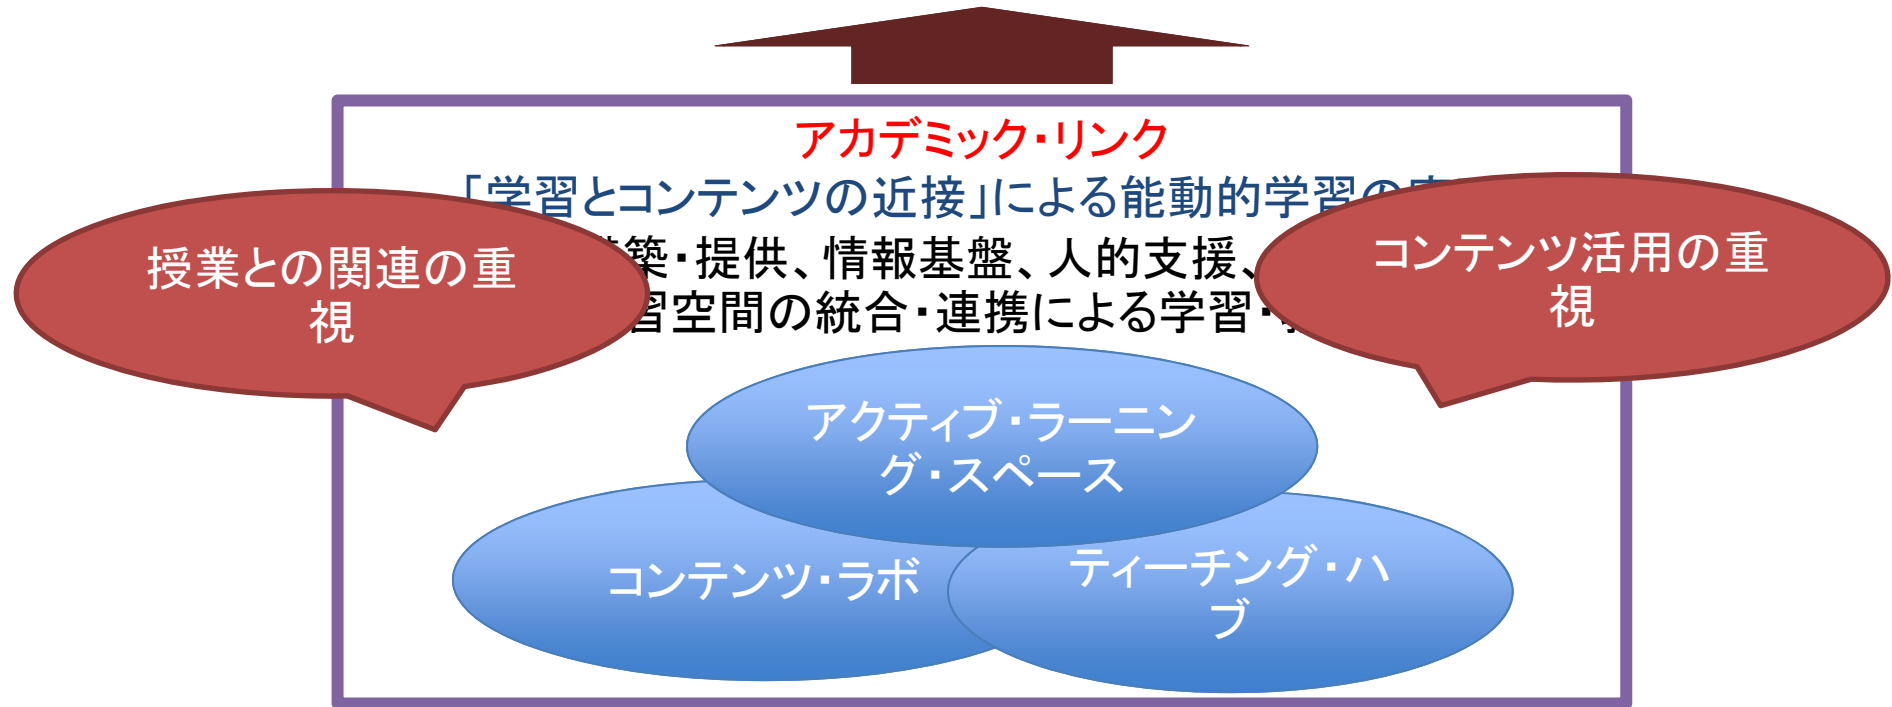 アカデミック・リンク
「学習とコンテンツの近接」による能動的学習の
築・提供、情報基盤、人的支援、
習空間の統合・連携による学習・
授業との関連の重
視
コンテンツ活用の重
視
アクティブ・ラーニン
グ・スペース
コンテンツ・ラボ
ティーチング・ハ
ブ